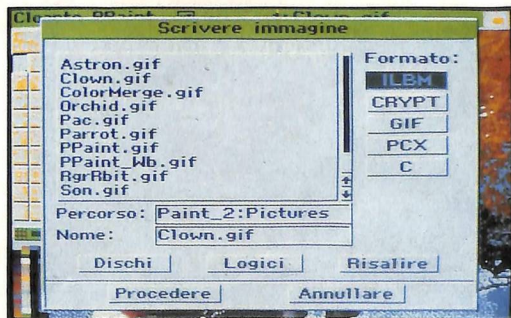 Scrivere immagine
Astron.gif
Clown.gif
ColorMerge.gif
Orchid.gif
Pac.gif
Parrot.gif
PPaint.gif
PPaint_Wb.gif
RgrRbit.gif
Son.gif
Formato:
ILBM
CRYPT
GIF
PCX
C
Percorso: Paint_2:Pictures
Nome: Clown.gif
Dischi Logici Risalire
Procedere Annullare